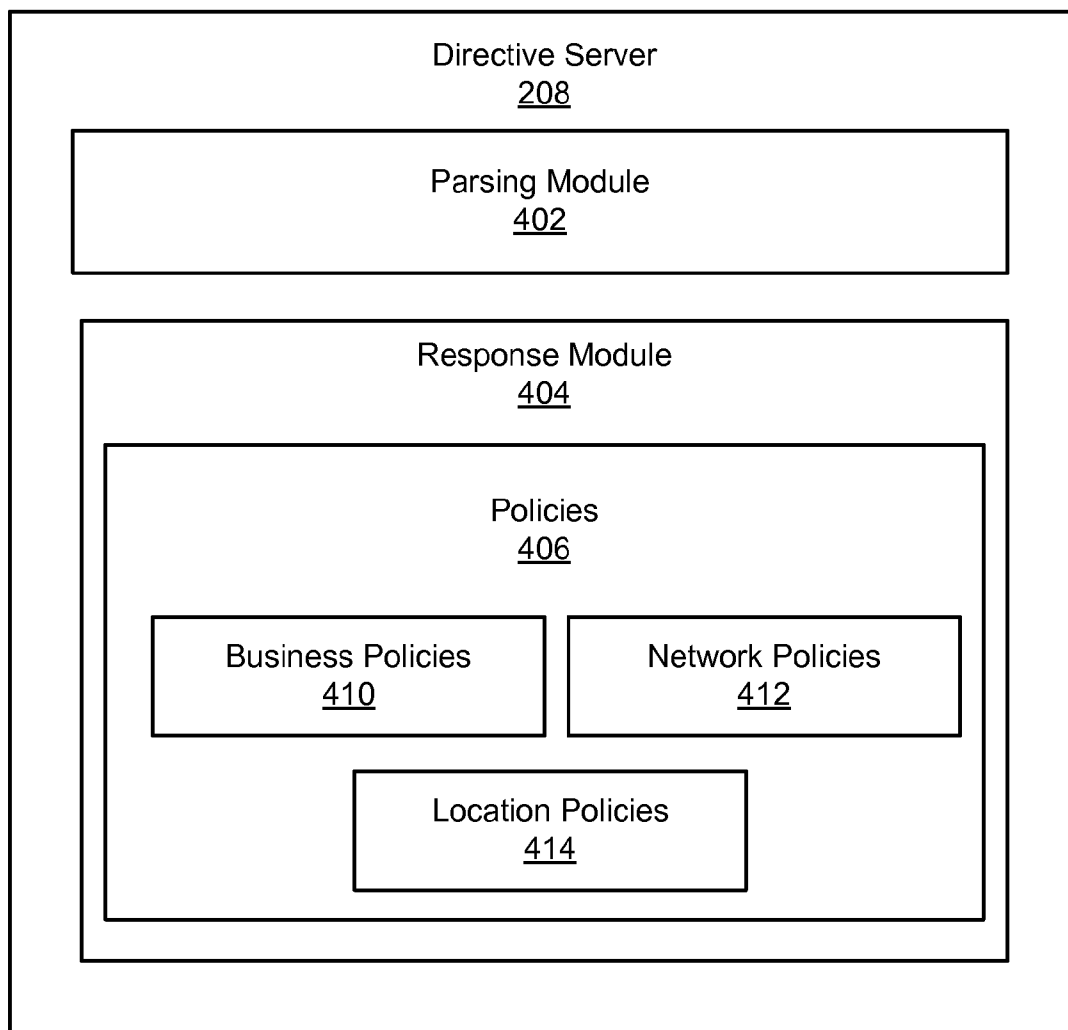 Directive Server
208
Parsing Module
402
Response Module
404
Policies
406
Business Policies
410
Network Policies
412
Location Policies
414